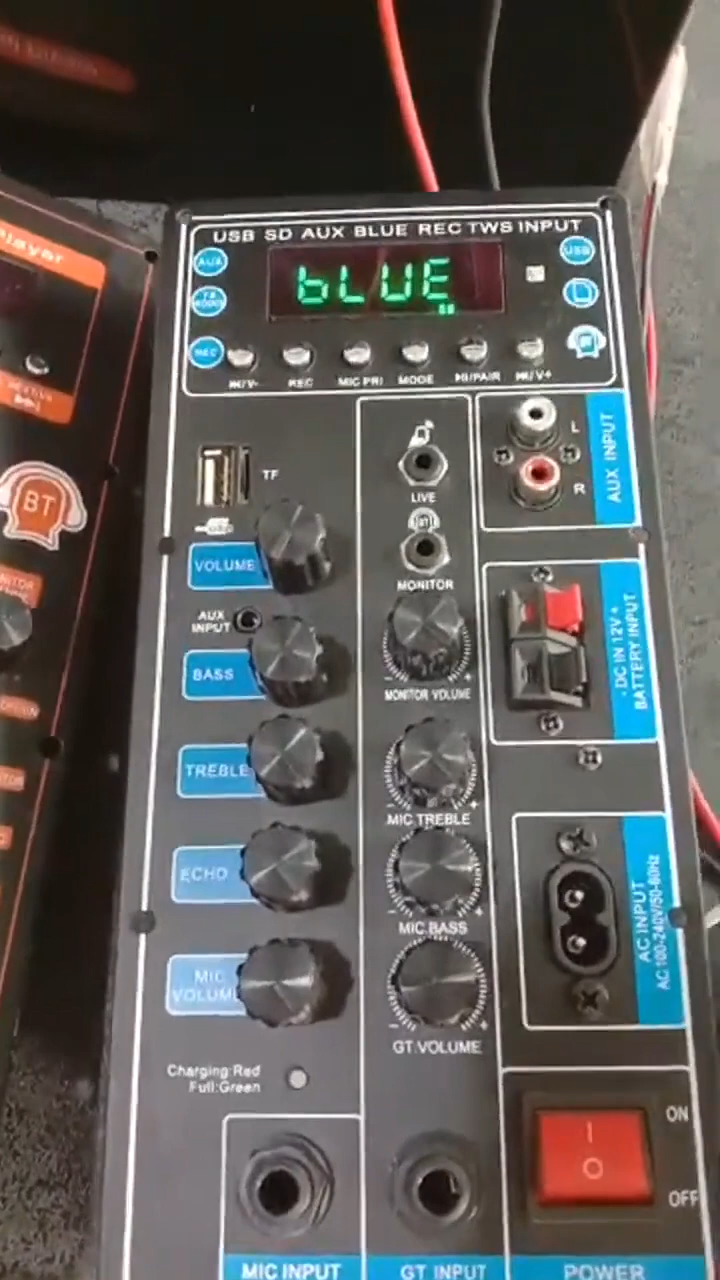 USB SD AUX BLUE REC TWS INPUT
AUX
bLUE
USB
REC
BT
⏮/V-
REC
MIC PRI
MODE
⏯/PAIR
⏭/V+
TF
LIVE
L
R
AUX INPUT
VOLUME
BT
MONITOR
AUX
INPUT
BASS
MONITOR VOLUME
- DC IN 12V +
BATTERY INPUT
TREBLE
MIC TREBLE
ECHO
MIC BASS
AC INPUT
AC 100-240V/50-60Hz
MIC
VOLUME
GT.VOLUME
Charging:Red
Full:Green
ON
I
O
OFF
MIC INPUT
GT INPUT
POWER
BT